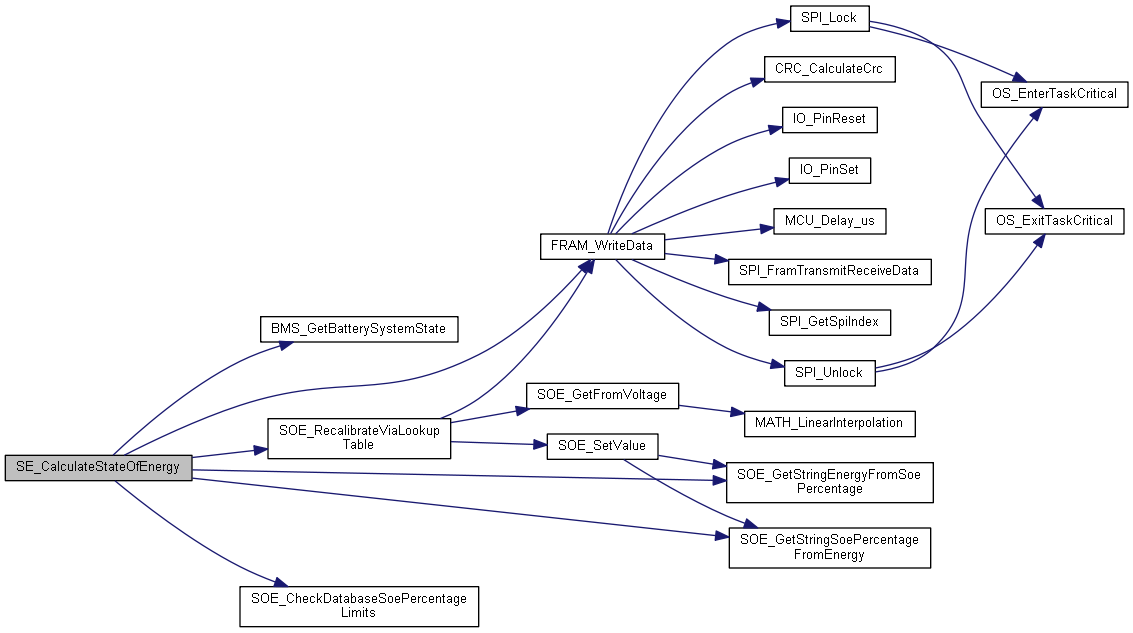 SPI_Lock
CRC_CalculateCrc
OS_EnterTaskCritical
IO_PinReset
IO_PinSet
MCU_Delay_us
OS_ExitTaskCritical
FRAM_WriteData
SPI_FramTransmitReceiveData
SPI_GetSpiIndex
BMS_GetBatterySystemState
SPI_Unlock
SOE_GetFromVoltage
MATH_LinearInterpolation
SOE_RecalibrateViaLookup
Table
SOE_SetValue
SE_CalculateStateOfEnergy
SOE_GetStringEnergyFromSoe
Percentage
SOE_GetStringSoePercentage
FromEnergy
SOE_CheckDatabaseSoePercentage
Limits